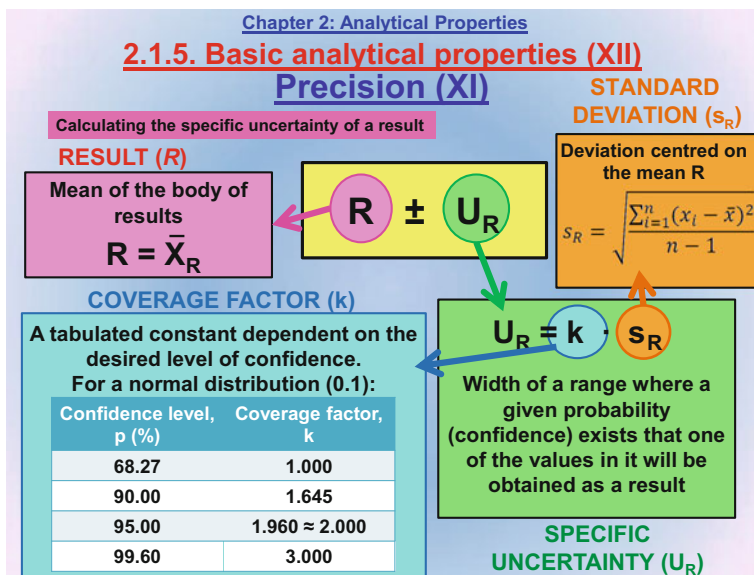 Chapter 2: Analytical Properties
2.1.5. Basic analytical properties (XII)
Precision (XI)
STANDARD
DEVIATION (sR)
Calculating the specific uncertainty of a result
RESULT (R)
Mean of the body of
results
R = X̄R
R ± UR
Deviation centred on
the mean R
sR = √(∑ⁿᵢ₌₁(xᵢ − x̄)² / (n − 1))
COVERAGE FACTOR (k)
A tabulated constant dependent on the
desired level of confidence.
For a normal distribution (0.1):
Confidence level, Coverage factor,
p (%) k
68.27 1.000
90.00 1.645
95.00 1.960 ≈ 2.000
99.60 3.000
UR = k · sR
Width of a range where a
given probability
(confidence) exists that one
of the values in it will be
obtained as a result
SPECIFIC
UNCERTAINTY (UR)